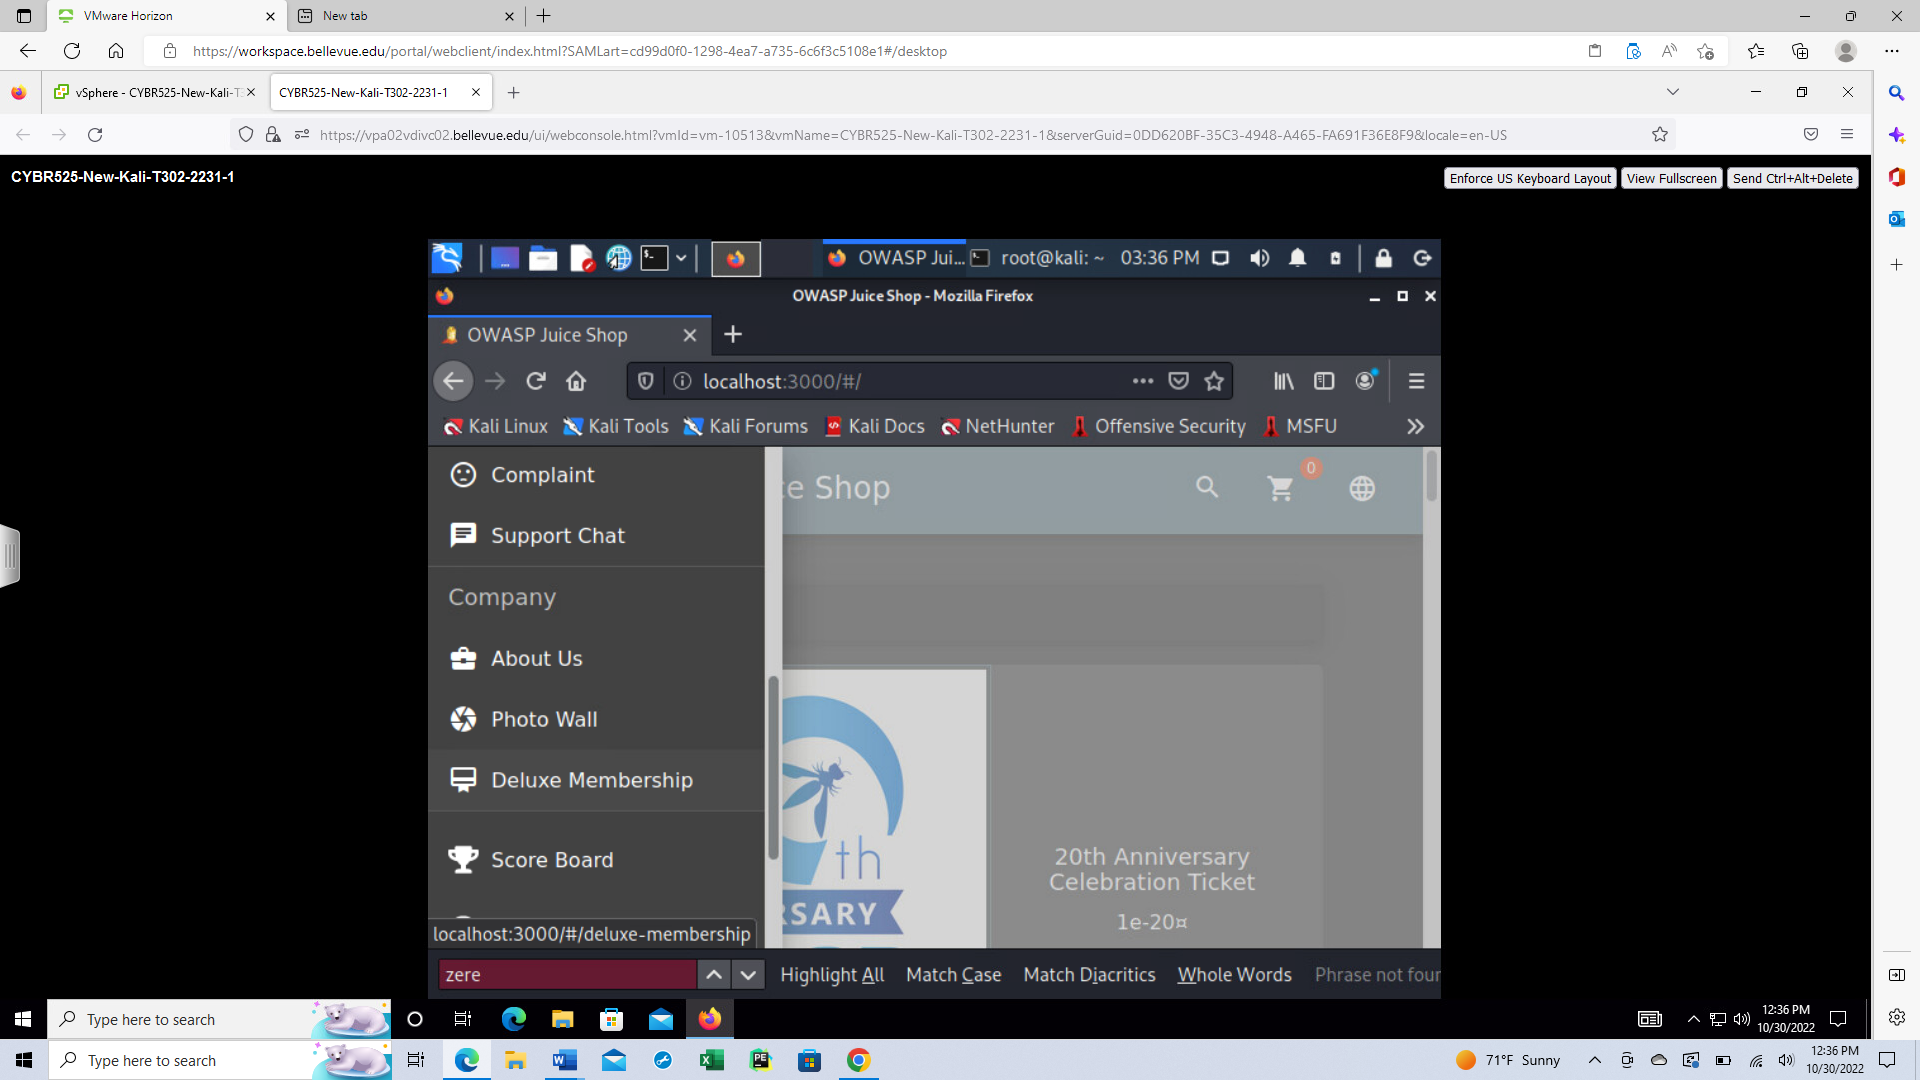 VMware Horizon
New tab
https://workspace.bellevue.edu/portal/webclient/index.html?SAMLart=cd99d0f0-1298-4ea7-a735-6c6f3c5108e1#/desktop
vSphere - CYBR525-New-Kali-T3
CYBR525-New-Kali-T302-2231-1
https://vpa02vdivc02.bellevue.edu/ui/webconsole.html?vmId=vm-10513&vmName=CYBR525-New-Kali-T302-2231-1&serverGuid=0DD620BF-35C3-4948-A465-FA691F36E8F9&locale=en-US
CYBR525-New-Kali-T302-2231-1
Enforce US Keyboard Layout
View Fullscreen
Send Ctrl+Alt+Delete
OWASP Jui...
root@kali: ~
03:36 PM
OWASP Juice Shop - Mozilla Firefox
OWASP Juice Shop
localhost:3000/#/
Kali Linux
Kali Tools
Kali Forums
Kali Docs
NetHunter
Offensive Security
MSFU
Complaint
ce Shop
0
Support Chat
Company
About Us
Photo Wall
Deluxe Membership
Score Board
th
RSARY
20th Anniversary
Celebration Ticket
1e-20¤
localhost:3000/#/deluxe-membership
zere
Highlight All
Match Case
Match Diacritics
Whole Words
Phrase not four
Type here to search
12:36 PM
10/30/2022
Type here to search
71°F Sunny
12:36 PM
10/30/2022